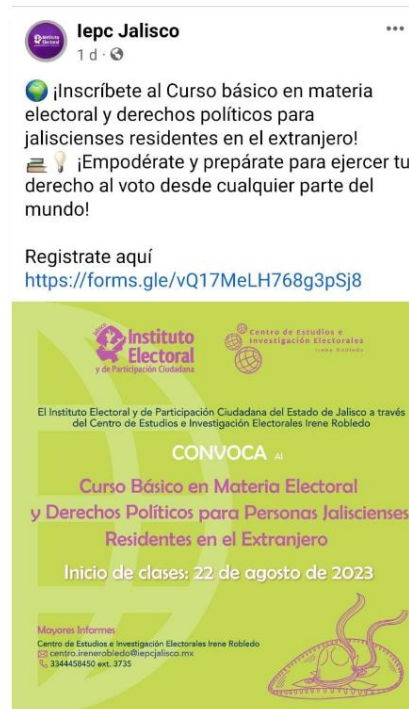 Iepc Jalisco
1 d
¡Inscríbete al Curso básico en materia
electoral y derechos políticos para
jaliscienses residentes en el extranjero!
¡Empodérate y prepárate para ejercer tu
derecho al voto desde cualquier parte del
mundo!
Registrate aquí
https://forms.gle/vQ17MeLH768g3pSj8
Jalisco
Instituto
Electoral
y de Participación Ciudadana
Centro de Estudios e
Investigación Electorales
Irene Robledo
El Instituto Electoral y de Participación Ciudadana del Estado de Jalisco a través
del Centro de Estudios e Investigación Electorales Irene Robledo
CONVOCA Al
Curso Básico en Materia Electoral
y Derechos Políticos para Personas Jaliscienses
Residentes en el Extranjero
Inicio de clases: 22 de agosto de 2023
Mayores Informes
Centro de Estudios e Investigación Electorales Irene Robledo
centro.irenerobledo@iepcjalisco.mx
3344458450 ext. 3735